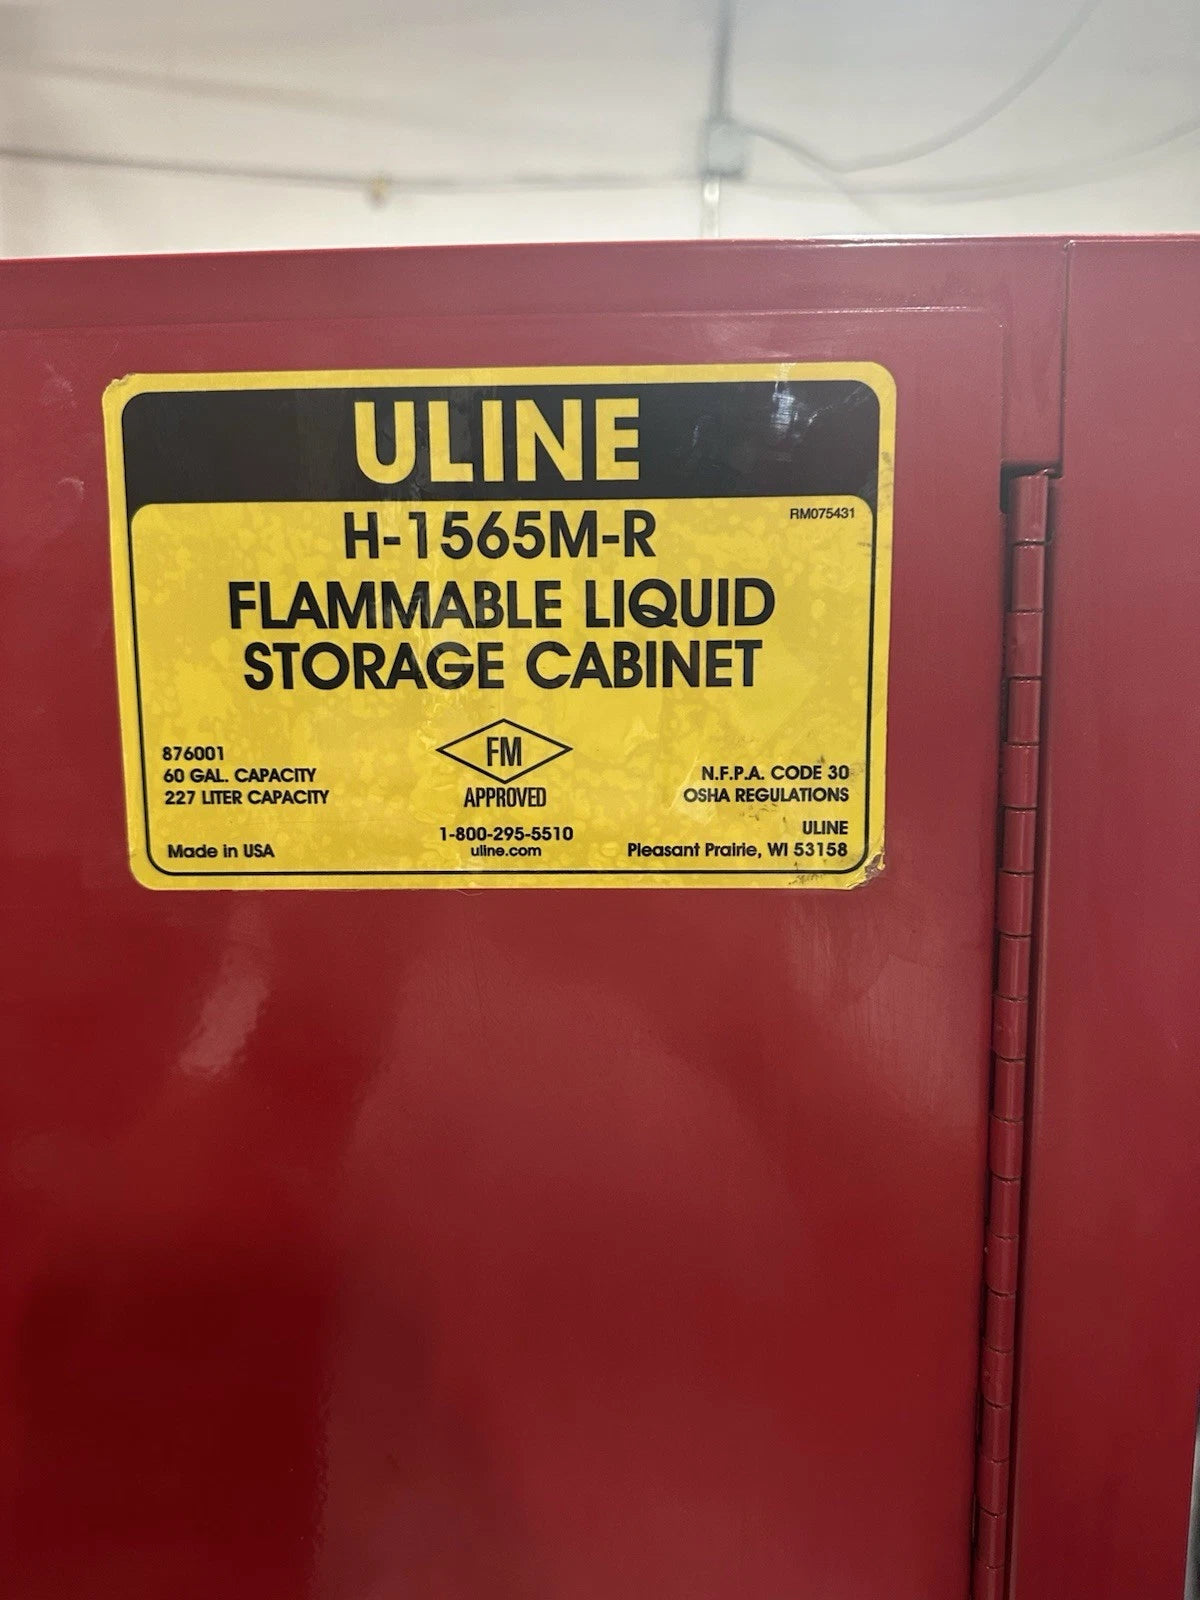 ULINE
H-1565M-R
RM075431
FLAMMABLE LIQUID
STORAGE CABINET
876001
60 GAL. CAPACITY
227 LITER CAPACITY
Made in USA
FM
APPROVED
1-800-295-5510
uline.com
N.F.P.A. CODE 30
OSHA REGULATIONS
ULINE
Pleasant Prairie, WI 53158